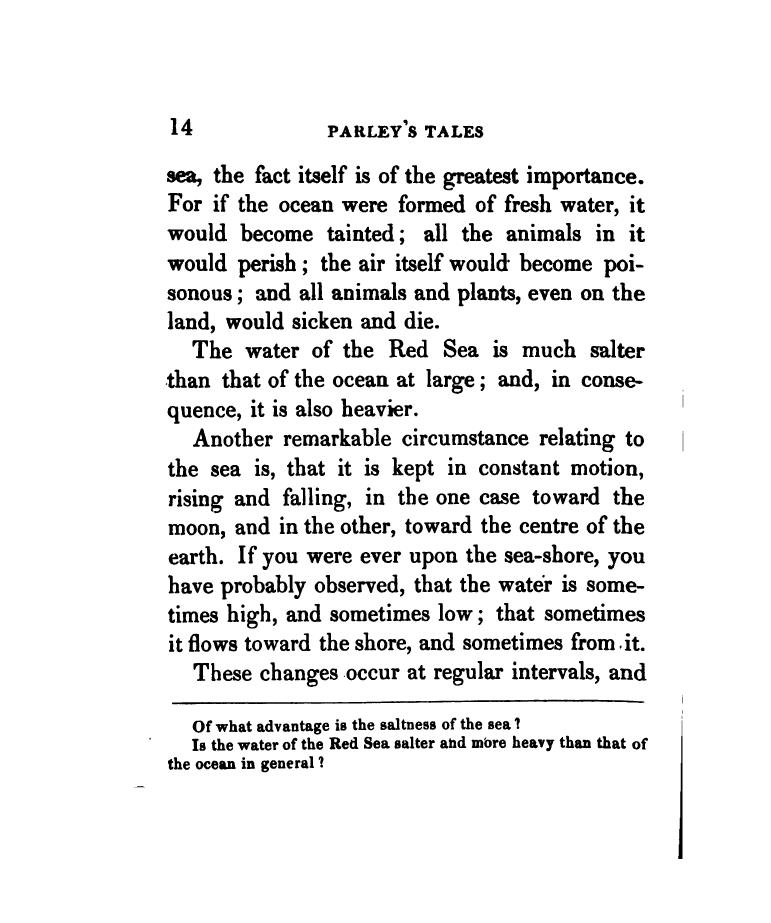 14 PARLEY'S TALES
sea, the fact itself is of the greatest importance.
For if the ocean were formed of fresh water, it
would become tainted; all the animals in it
would perish; the air itself would become poi-
sonous; and all animals and plants, even on the
land, would sicken and die.
The water of the Red Sea is much salter
than that of the ocean at large; and, in conse-
quence, it is also heavier.
Another remarkable circumstance relating to
the sea is, that it is kept in constant motion,
rising and falling, in the one case toward the
moon, and in the other, toward the centre of the
earth. If you were ever upon the sea-shore, you
have probably observed, that the water is some-
times high, and sometimes low; that sometimes
it flows toward the shore, and sometimes from it.
These changes occur at regular intervals, and
Of what advantage is the saltness of the sea?
Is the water of the Red Sea salter and more heavy than that of
the ocean in general?